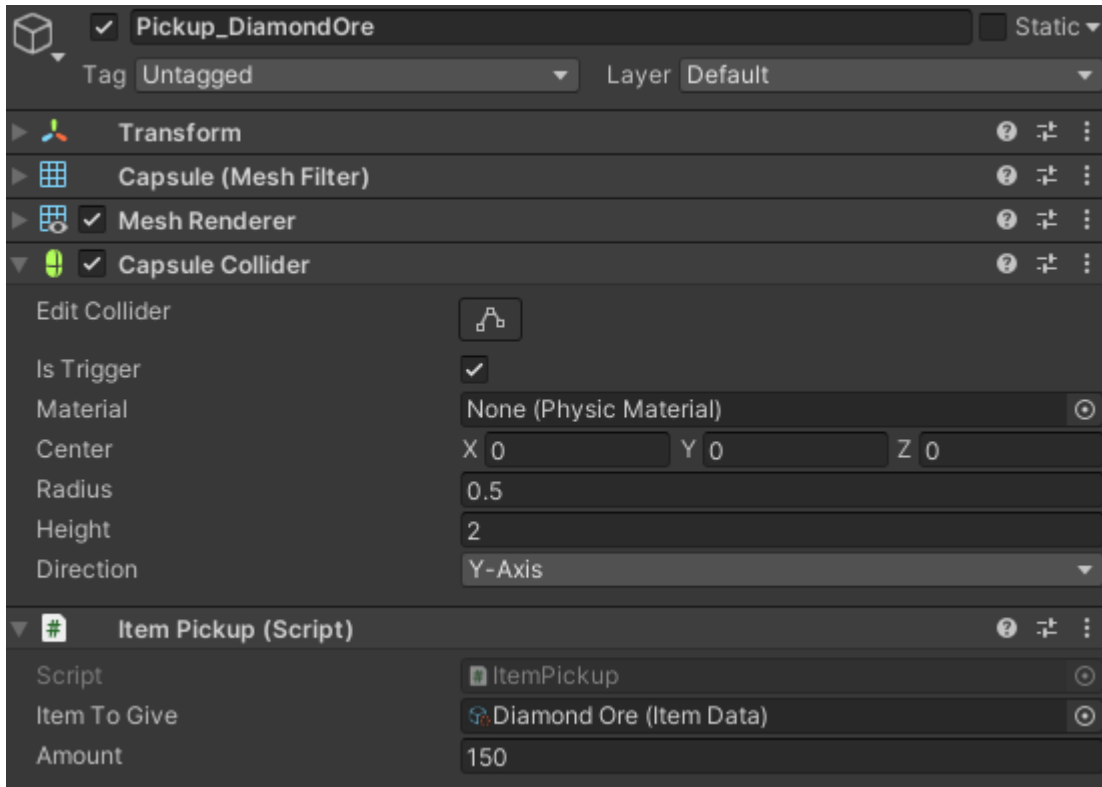 Pickup_DiamondOre Static
Tag Untagged Layer Default
Transform
Capsule (Mesh Filter)
Mesh Renderer
Capsule Collider
Edit Collider
Is Trigger
Material None (Physic Material)
Center X 0 Y 0 Z 0
Radius 0.5
Height 2
Direction Y-Axis
# Item Pickup (Script)
Script # ItemPickup
Item To Give Diamond Ore (Item Data)
Amount 150